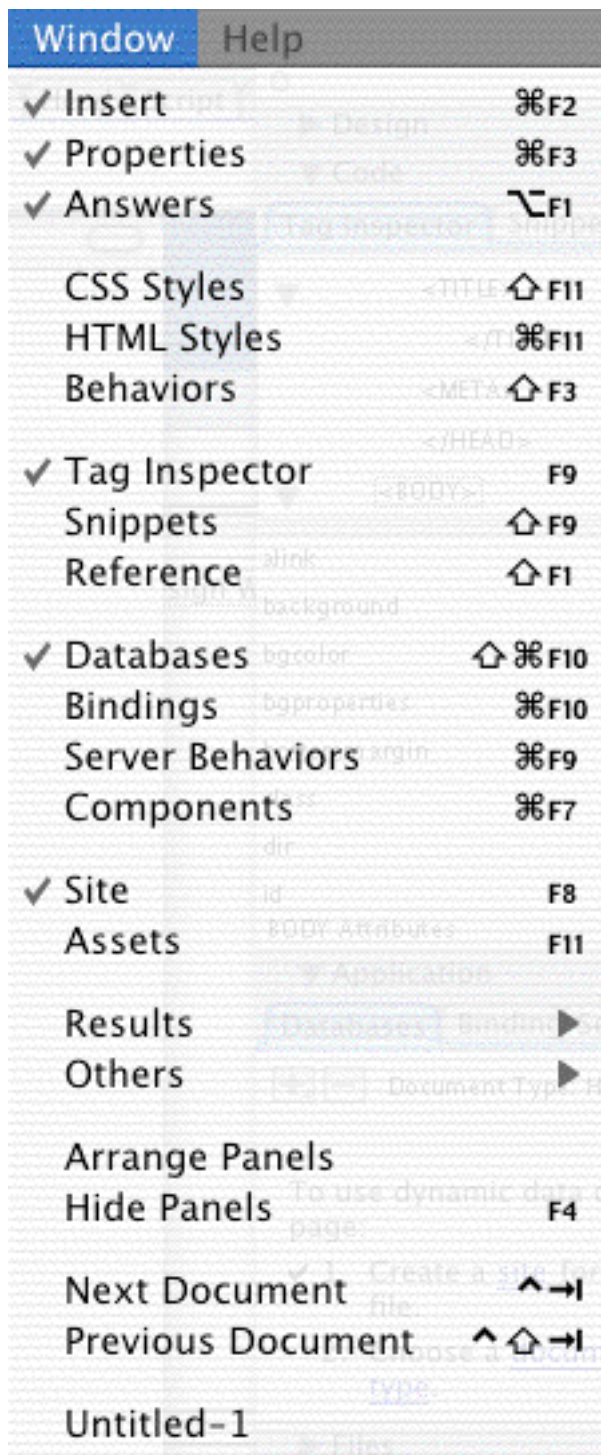 Window Help
✓ Insert ⌘F2
✓ Properties ⌘F3
✓ Answers ⌥F1
CSS Styles ⇧F11
HTML Styles ⌘F11
Behaviors ⇧F3
✓ Tag Inspector F9
Snippets ⇧F9
Reference ⇧F1
✓ Databases ⇧⌘F10
Bindings ⌘F10
Server Behaviors ⌘F9
Components ⌘F7
✓ Site F8
Assets F11
Results ▶
Others ▶
Arrange Panels
Hide Panels F4
Next Document ^⇥
Previous Document ^⇧⇥
Untitled-1